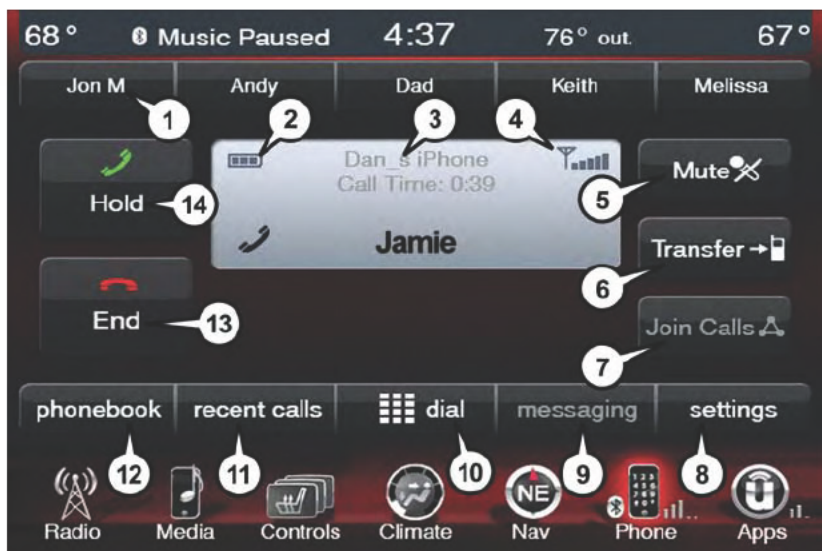 68° Music Paused 4:37 76° out. 67°
Jon M Andy Dad Keith Melissa
1 2 3 4
Dan_s iPhone
Call Time: 0:39
Hold
14
Mute
5
Jamie
Transfer
6
End
13
Join Calls
7
phonebook recent calls dial messaging settings
12 11 10 9 8
NE
Radio Media Controls Climate Nav Phone Apps